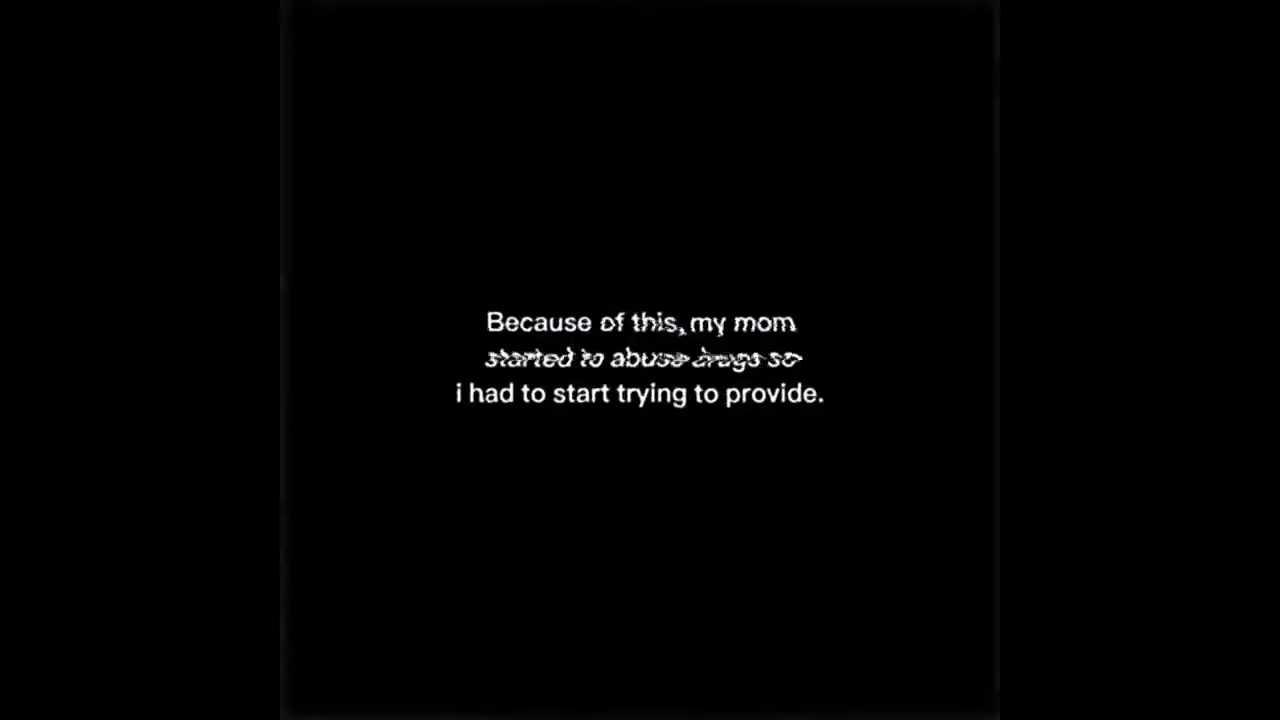 Because of this, my mom
started to abuse drugs so
i had to start trying to provide.